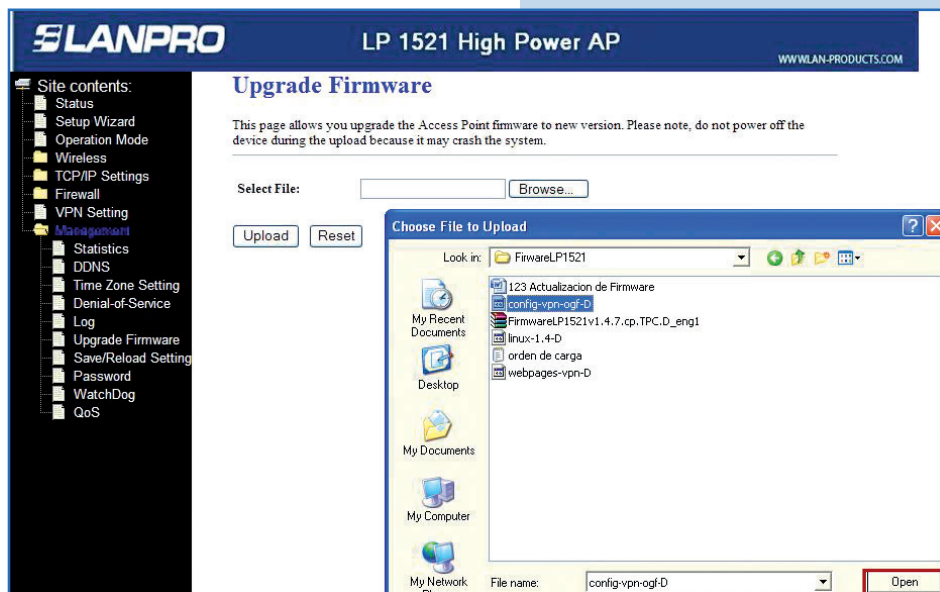 LANPRO
LP 1521 High Power AP
WWW.LAN-PRODUCTS.COM
Site contents:
Status
Setup Wizard
Operation Mode
Wireless
TCP/IP Settings
Firewall
VPN Setting
Management
Statistics
DDNS
Time Zone Setting
Denial-of-Service
Log
Upgrade Firmware
Save/Reload Setting
Password
WatchDog
QoS
Upgrade Firmware
This page allows you upgrade the Access Point firmware to new version. Please note, do not power off the
device during the upload because it may crash the system.
Select File:
Browse...
Upload
Reset
Choose File to Upload
Look in:
FirwareLP1521
My Recent
Documents
Desktop
My Documents
My Computer
My Network
123 Actualizacion de Firmware
config-vpn-ogf-D
FirmwareLP1521v1.4.7.cp.TPC.D_eng1
linux-1.4-D
orden de carga
webpages-vpn-D
File name:
config-vpn-ogf-D
Open